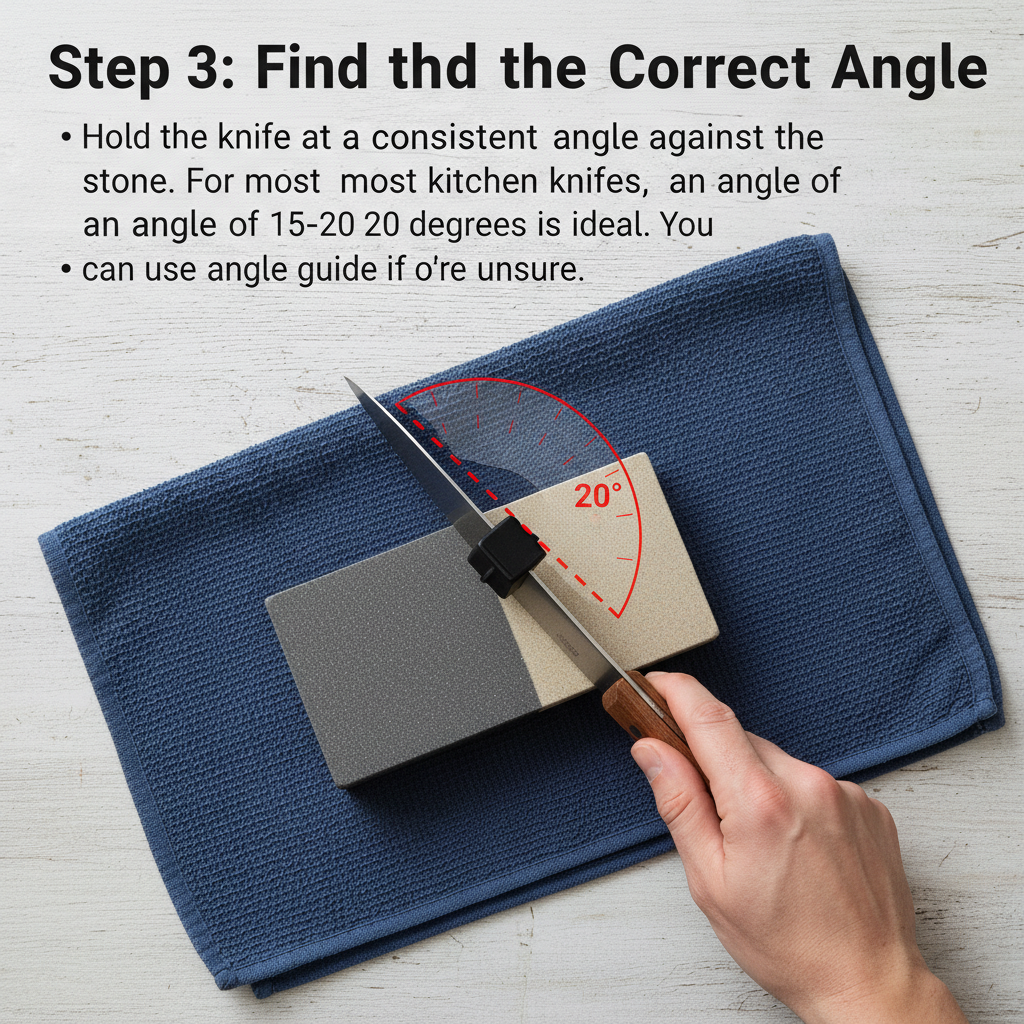 Step 3: Find thd the Correct Angle
• Hold the knife at a consistent angle against the
stone. For most most kitchen knifes, an angle of
an angle of 15-20 20 degrees is ideal. You
• can use angle guide if o're unsure.
20°